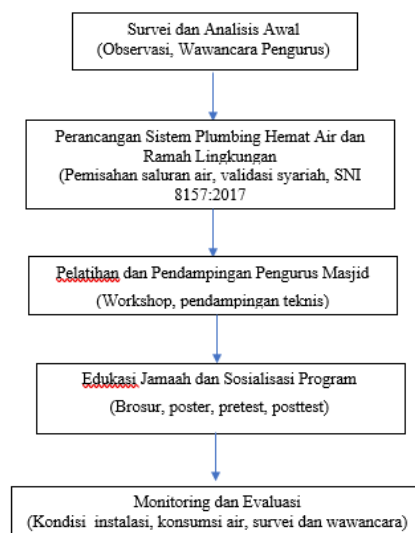 Survei dan Analisis Awal
(Observasi, Wawancara Pengurus)
Perancangan Sistem Plumbing Hemat Air dan
Ramah Lingkungan
(Pemisahan saluran air, validasi syariah, SNI
8157:2017
Pelatihan dan Pendampingan Pengurus Masjid
(Workshop, pendampingan teknis)
Edukasi Jamaah dan Sosialisasi Program
(Brosur, poster, pretest, posttest)
Monitoring dan Evaluasi
(Kondisi instalasi, konsumsi air, survei dan wawancara)